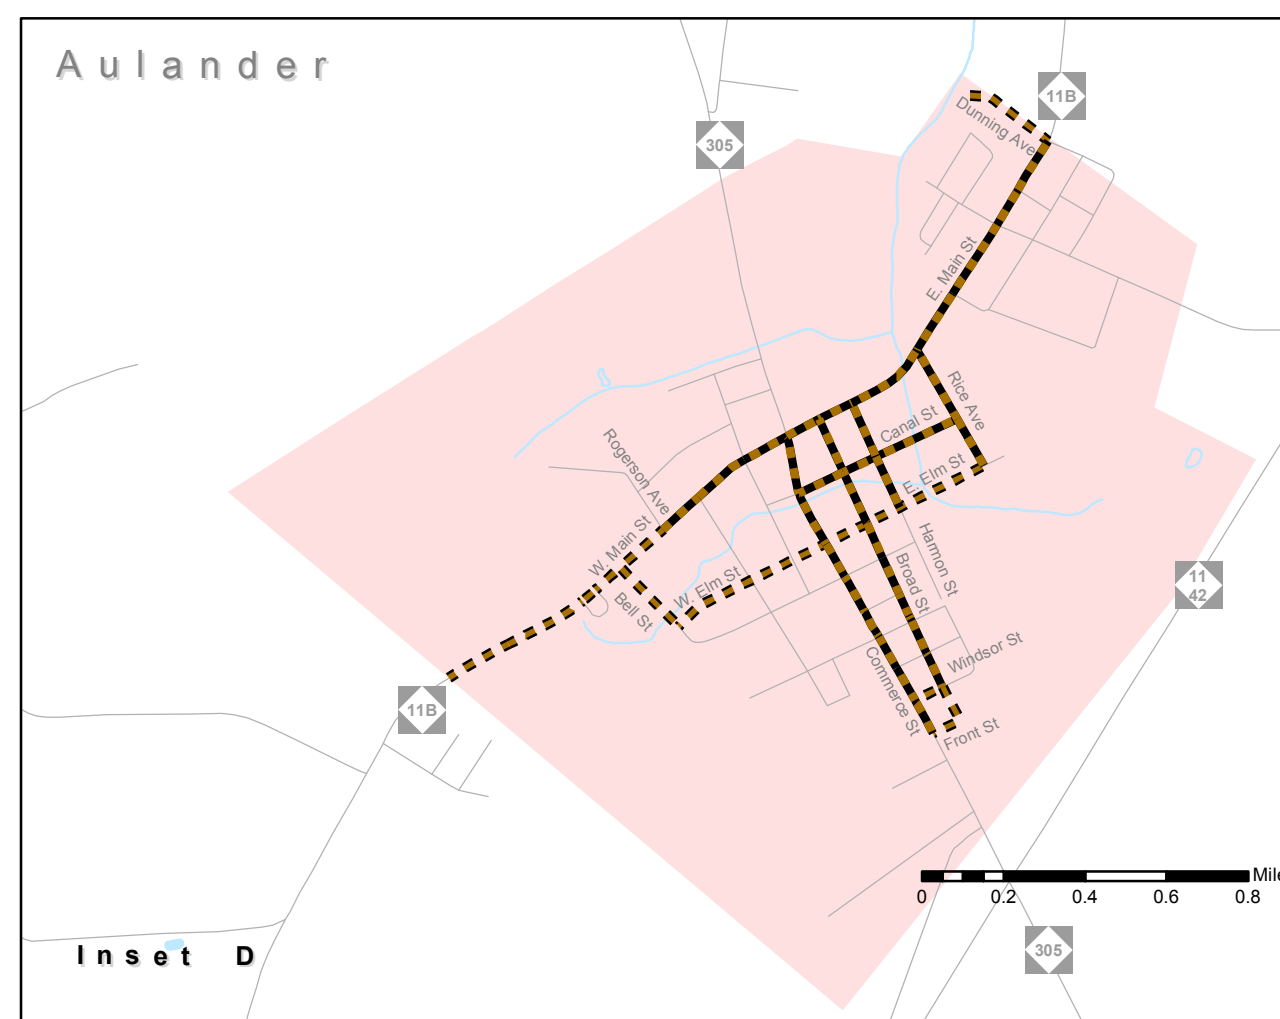 Aulander
11B
Dunning Ave
305
E. Main St
Rice Ave
Canal St
Rogerson Ave
E. Elm St
W. Main St
Harmon St
W. Elm St
Broad St
11
42
Bell St
Windsor St
Commerce St
11B
Front St
Mile
0 0.2 0.4 0.6 0.8
Inset D
305